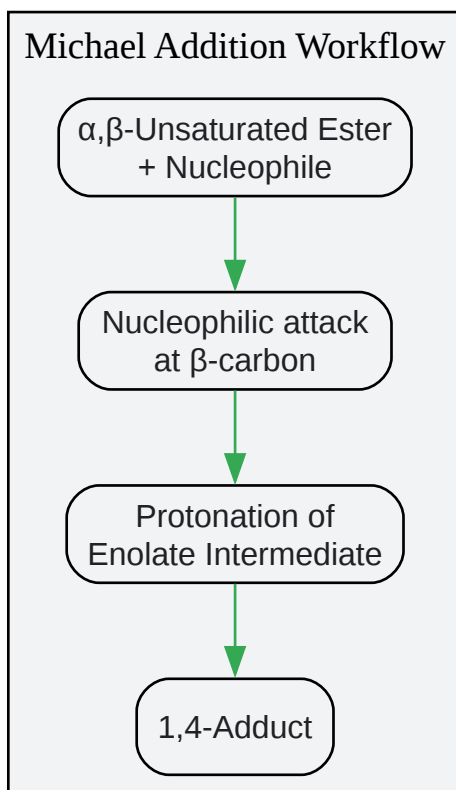 Michael Addition Workflow
α,β-Unsaturated Ester
+ Nucleophile
Nucleophilic attack
at β-carbon
Protonation of
Enolate Intermediate
1,4-Adduct